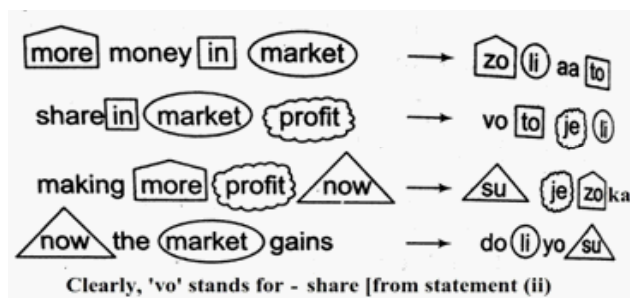 more money in market → zo li aa to
share in market profit → vo to je li
making more profit now → su je zo ka
now the market gains → do li yo su
Clearly, 'vo' stands for - share [from statement (ii)